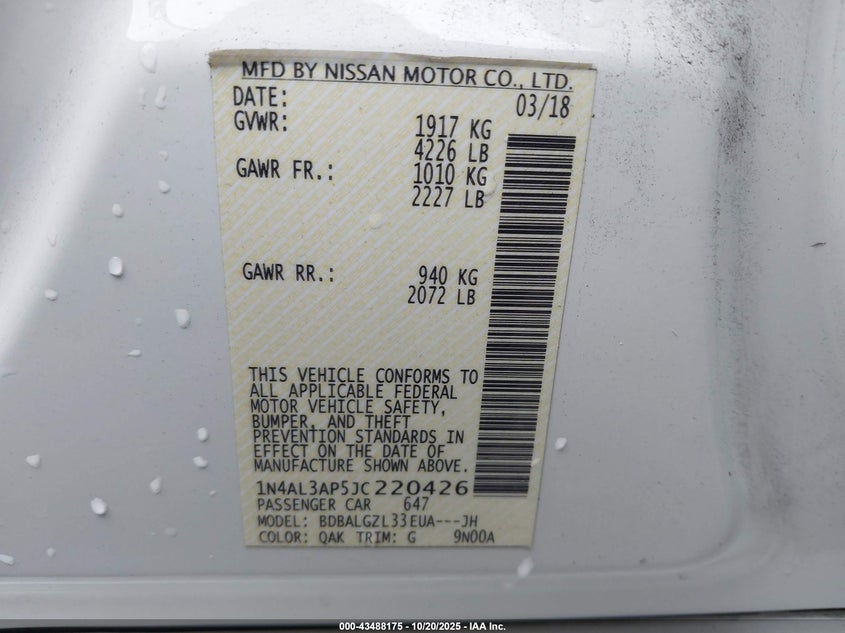 MFD BY NISSAN MOTOR CO., LTD.
DATE: 03/18
GVWR: 1917 KG
4226 LB
GAWR FR.: 1010 KG
2227 LB
GAWR RR.: 940 KG
2072 LB
THIS VEHICLE CONFORMS TO
ALL APPLICABLE FEDERAL
MOTOR VEHICLE SAFETY,
BUMPER, AND THEFT
PREVENTION STANDARDS IN
EFFECT ON THE DATE OF
MANUFACTURE SHOWN ABOVE.
1N4AL3AP5JC220426
PASSENGER CAR 647
MODEL: BDBALGZL33EUA---JH
COLOR: QAK TRIM: G 9N00A
000-43488175 - 10/20/2025 - IAA Inc.